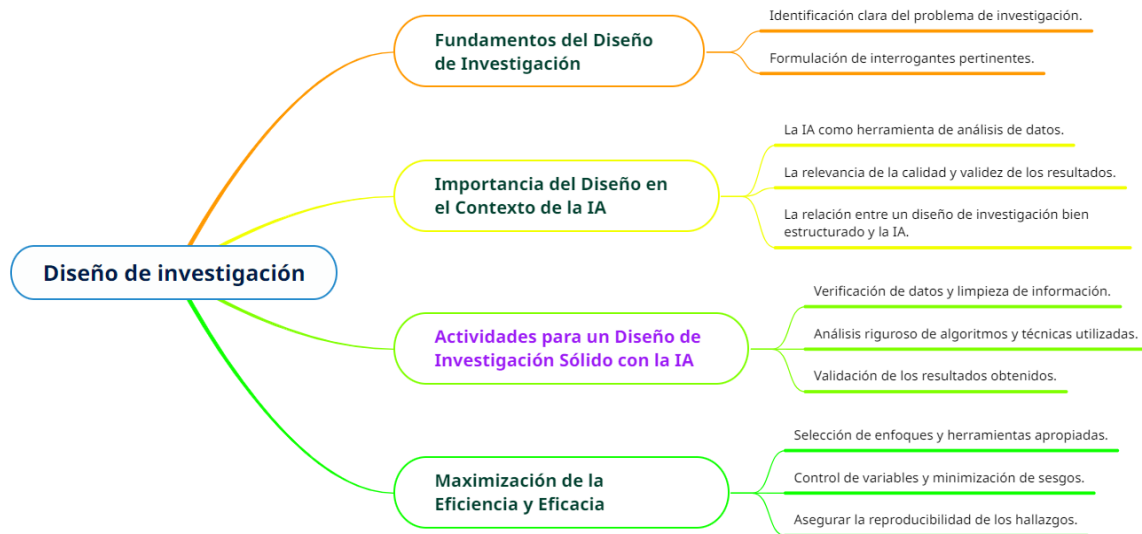 Diseño de investigación
Fundamentos del Diseño
de Investigación
Identificación clara del problema de investigación.
Formulación de interrogantes pertinentes.
Importancia del Diseño en
el Contexto de la IA
La IA como herramienta de análisis de datos.
La relevancia de la calidad y validez de los resultados.
La relación entre un diseño de investigación bien
estructurado y la IA.
Actividades para un Diseño de
Investigación Sólido con la IA
Verificación de datos y limpieza de información.
Análisis riguroso de algoritmos y técnicas utilizadas.
Validación de los resultados obtenidos.
Maximización de la
Eficiencia y Eficacia
Selección de enfoques y herramientas apropiadas.
Control de variables y minimización de sesgos.
Asegurar la reproducibilidad de los hallazgos.